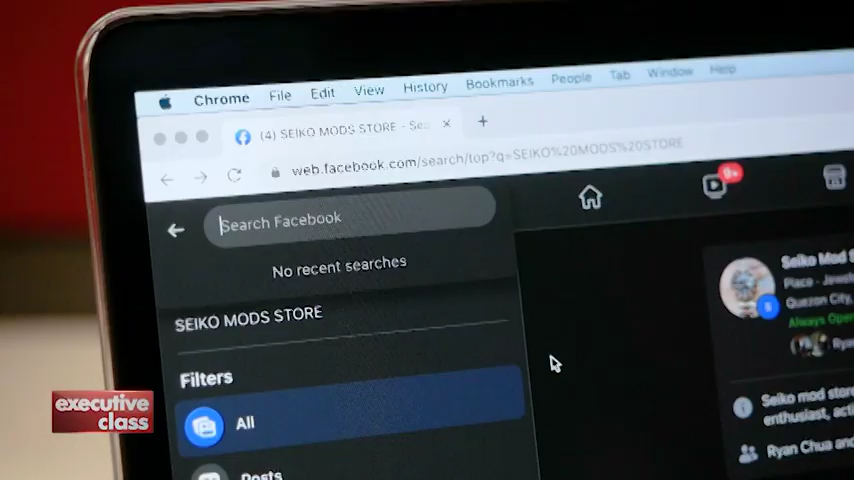 Chrome File Edit View History Bookmarks People Tab Window Help
(4) SEIKO MODS STORE - Sea
web.facebook.com/search/top?q=SEIKO%20MODS%20STORE
Search Facebook
9+
No recent searches
SEIKO MODS STORE
Filters
All
Posts
Seiko Mod S
Place - Jewel
Quezon City,
Always Open
Rya
Seiko mod store
enthusiast, acti
Ryan Chua and
executive
class